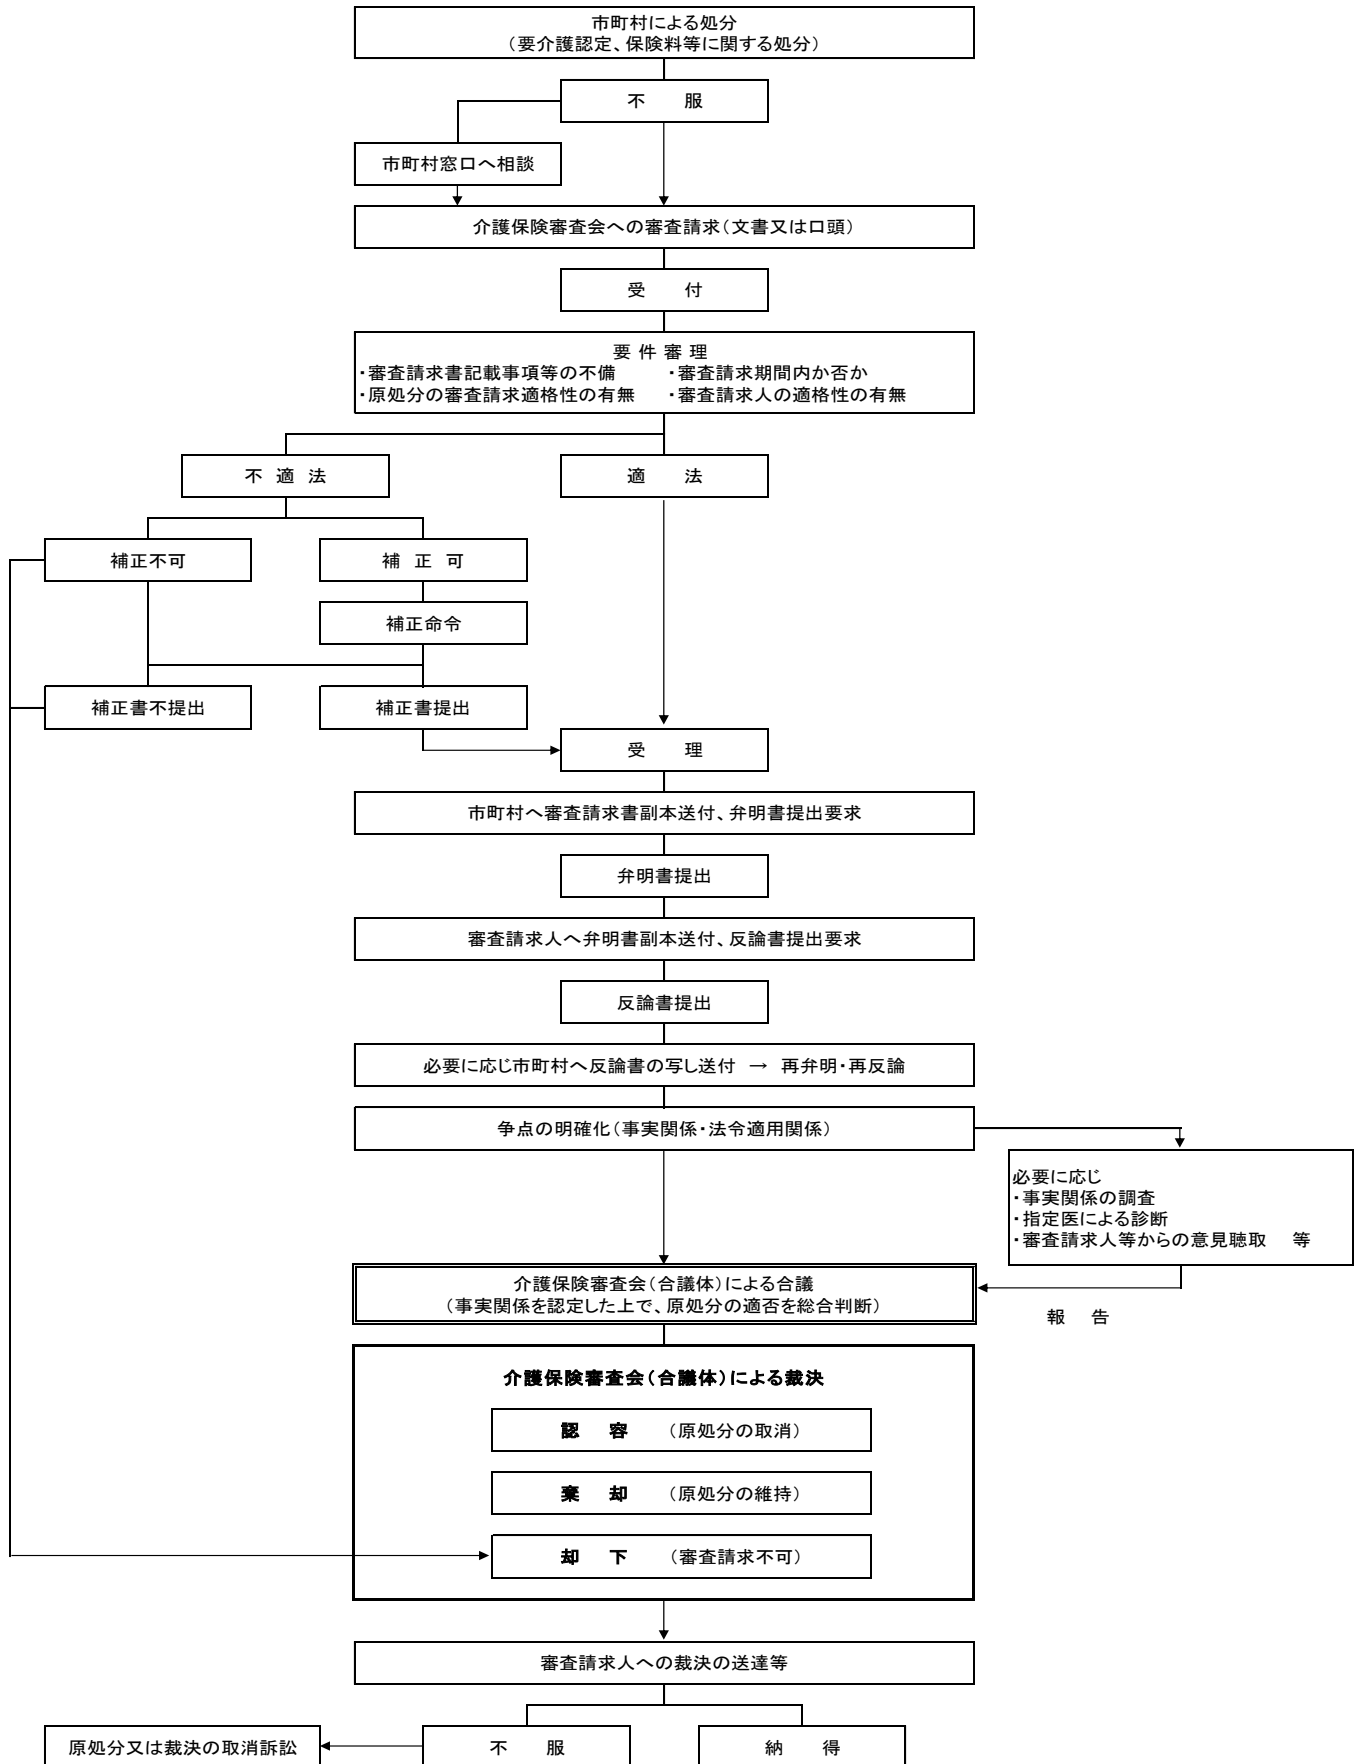 市町村による処分
（要介護認定、保険料等に関する処分）
不　　服
市町村窓口へ相談
介護保険審査会への審査請求（文書又は口頭）
受　　付
要 件 審 理
・審査請求書記載事項等の不備　　・審査請求期間内か否か
・原処分の審査請求適格性の有無　　・審査請求人の適格性の有無
不 適 法
適　　法
補正不可
補 正 可
補正命令
補正書不提出
補正書提出
受　　理
市町村へ審査請求書副本送付、弁明書提出要求
弁明書提出
審査請求人へ弁明書副本送付、反論書提出要求
反論書提出
必要に応じ市町村へ反論書の写し送付 → 再弁明・再反論
争点の明確化（事実関係・法令適用関係）
必要に応じ
・事実関係の調査
・指定医による診断
・審査請求人等からの意見聴取　等
介護保険審査会（合議体）による合議
（事実関係を認定した上で、原処分の適否を総合判断）
報　告
介護保険審査会（合議体）による裁決
認　容　（原処分の取消）
棄　却　（原処分の維持）
却　下　（審査請求不可）
審査請求人への裁決の送達等
原処分又は裁決の取消訴訟
不　　服
納　　得